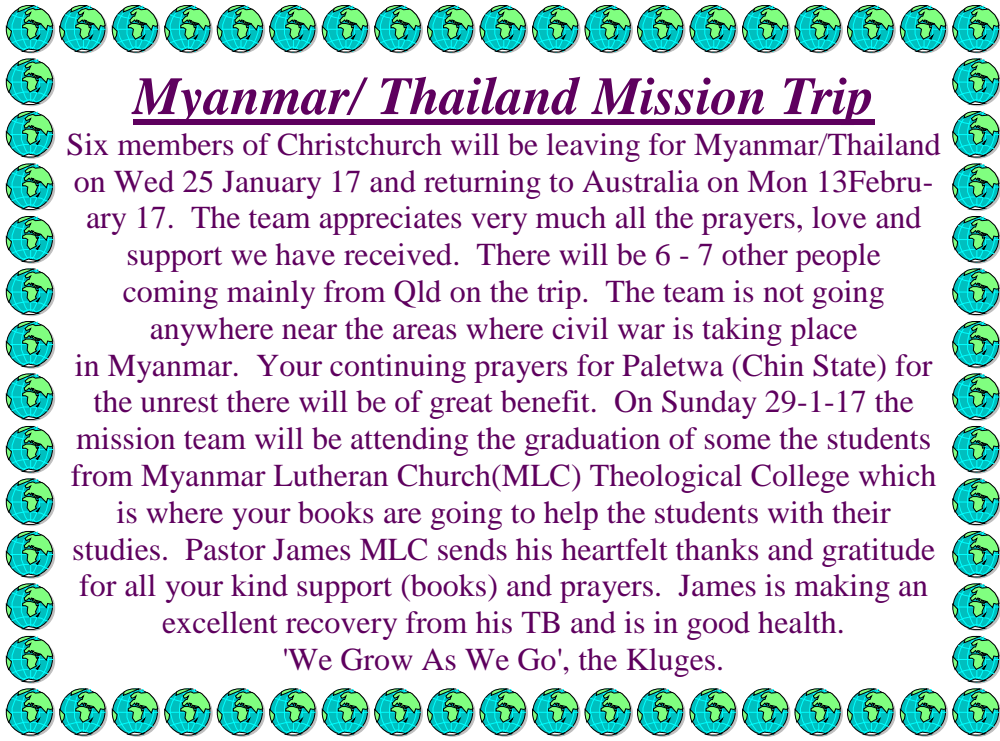 Myanmar/ Thailand Mission Trip
Six members of Christchurch will be leaving for Myanmar/Thailand
on Wed 25 January 17 and returning to Australia on Mon 13Febru-
ary 17.  The team appreciates very much all the prayers, love and
support we have received.  There will be 6 - 7 other people
coming mainly from Qld on the trip.  The team is not going
anywhere near the areas where civil war is taking place
in Myanmar.  Your continuing prayers for Paletwa (Chin State) for
the unrest there will be of great benefit.  On Sunday 29-1-17 the
mission team will be attending the graduation of some the students
from Myanmar Lutheran Church(MLC) Theological College which
is where your books are going to help the students with their
studies.  Pastor James MLC sends his heartfelt thanks and gratitude
for all your kind support (books) and prayers.  James is making an
excellent recovery from his TB and is in good health.
'We Grow As We Go', the Kluges.